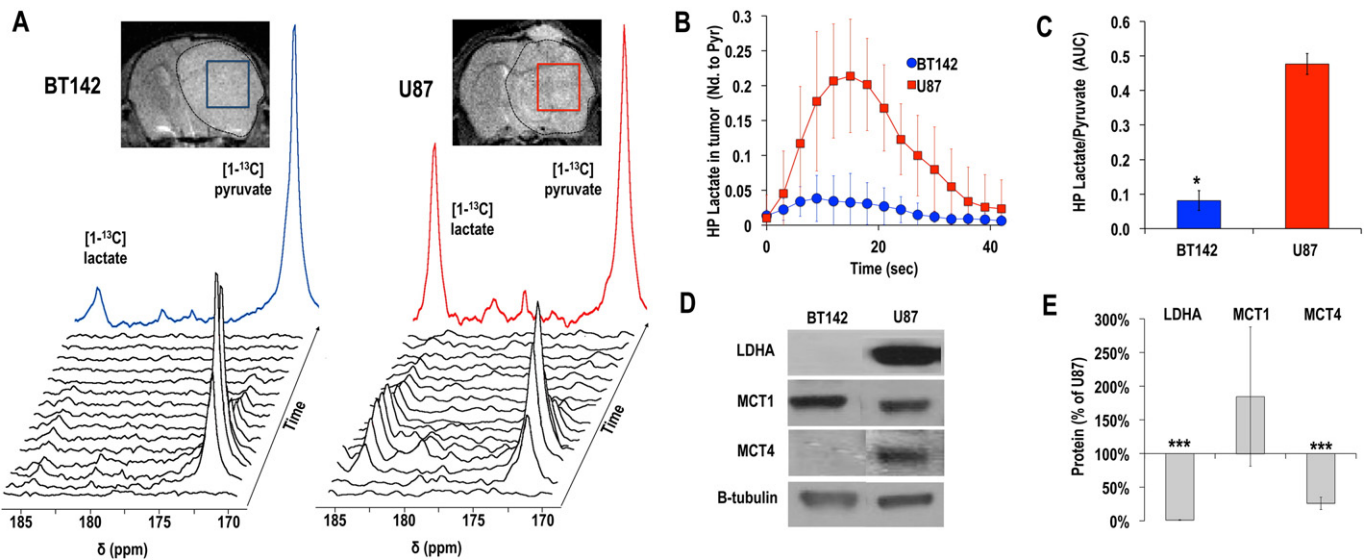 A
BT142
[1-¹³C]
pyruvate
[1-¹³C]
lactate
Time
185 180 175 170
δ (ppm)
U87
[1-¹³C]
pyruvate
[1-¹³C]
lactate
Time
185 180 175 170
δ (ppm)
B
HP Lactate in tumor (Nd. to Pyr)
0.3
0.25
0.2
0.15
0.1
0.05
0
BT142
U87
0 20 40
Time (sec)
C
HP Lactate/Pyruvate (AUC)
0.6
0.5
0.4
0.3
0.2
0.1
0.0
*
BT142 U87
D
BT142 U87
LDHA
MCT1
MCT4
B-tubulin
E
LDHA MCT1 MCT4
Protein (% of U87)
300%
250%
200%
150%
100%
50%
0%
*** ***